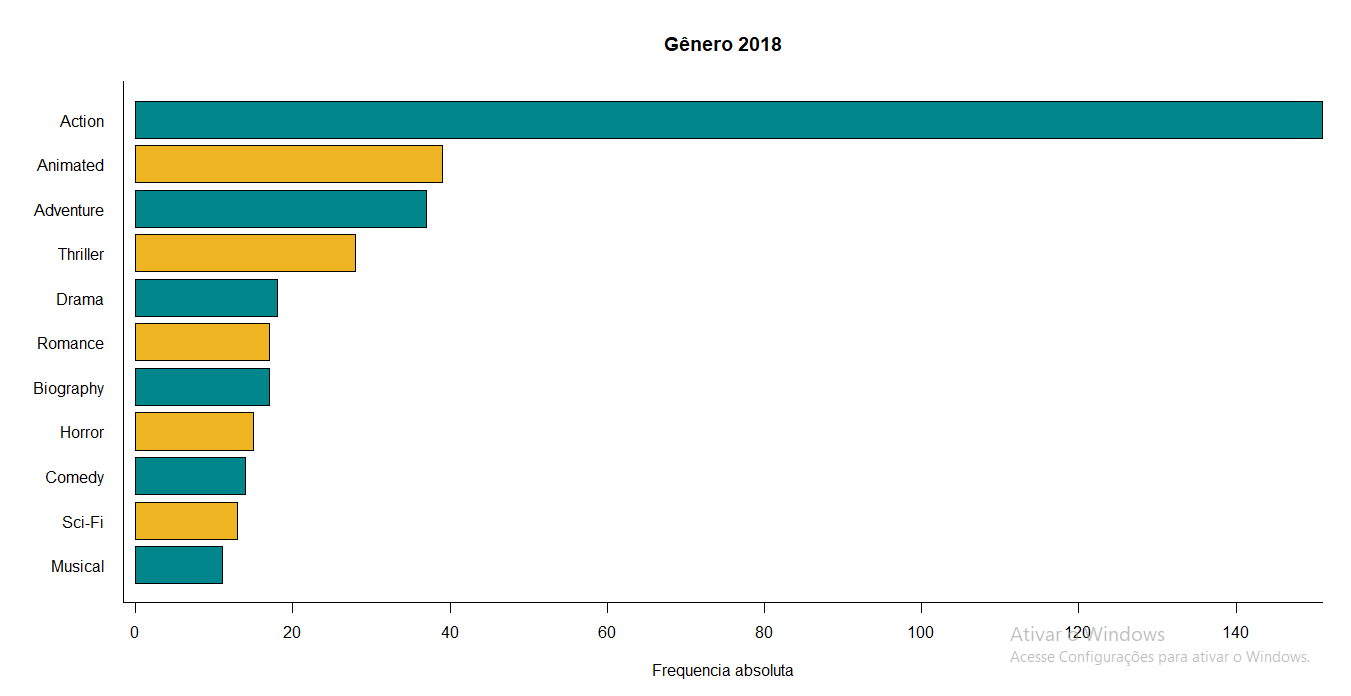 Gênero 2018
Action
Animated
Adventure
Thriller
Drama
Romance
Biography
Horror
Comedy
Sci-Fi
Musical
0 20 40 60 80 100 120 140
Ativar o Windows
Acesse Configurações para ativar o Windows.
Frequencia absoluta